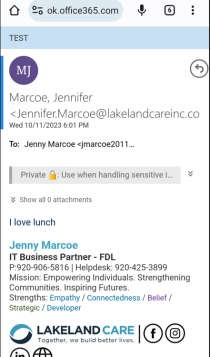 ok.office365.com
6
TEST
MJ
Marcoe, Jennifer
<Jennifer.Marcoe@lakelandcareinc.co
Wed 10/11/2023 6:01 PM
To: Jenny Marcoe <jmarcoe2011...
Private 🔒: Use when handling sensitive i...
Show all 0 attachments
I love lunch
Jenny Marcoe
IT Business Partner - FDL
P:920-906-5816 | Helpdesk: 920-425-3899
Mission: Empowering Individuals. Strengthening
Communities. Inspiring Futures.
Strengths: Empathy / Connectedness / Belief /
Strategic / Developer
LAKELAND CARE
Together, we build better lives.